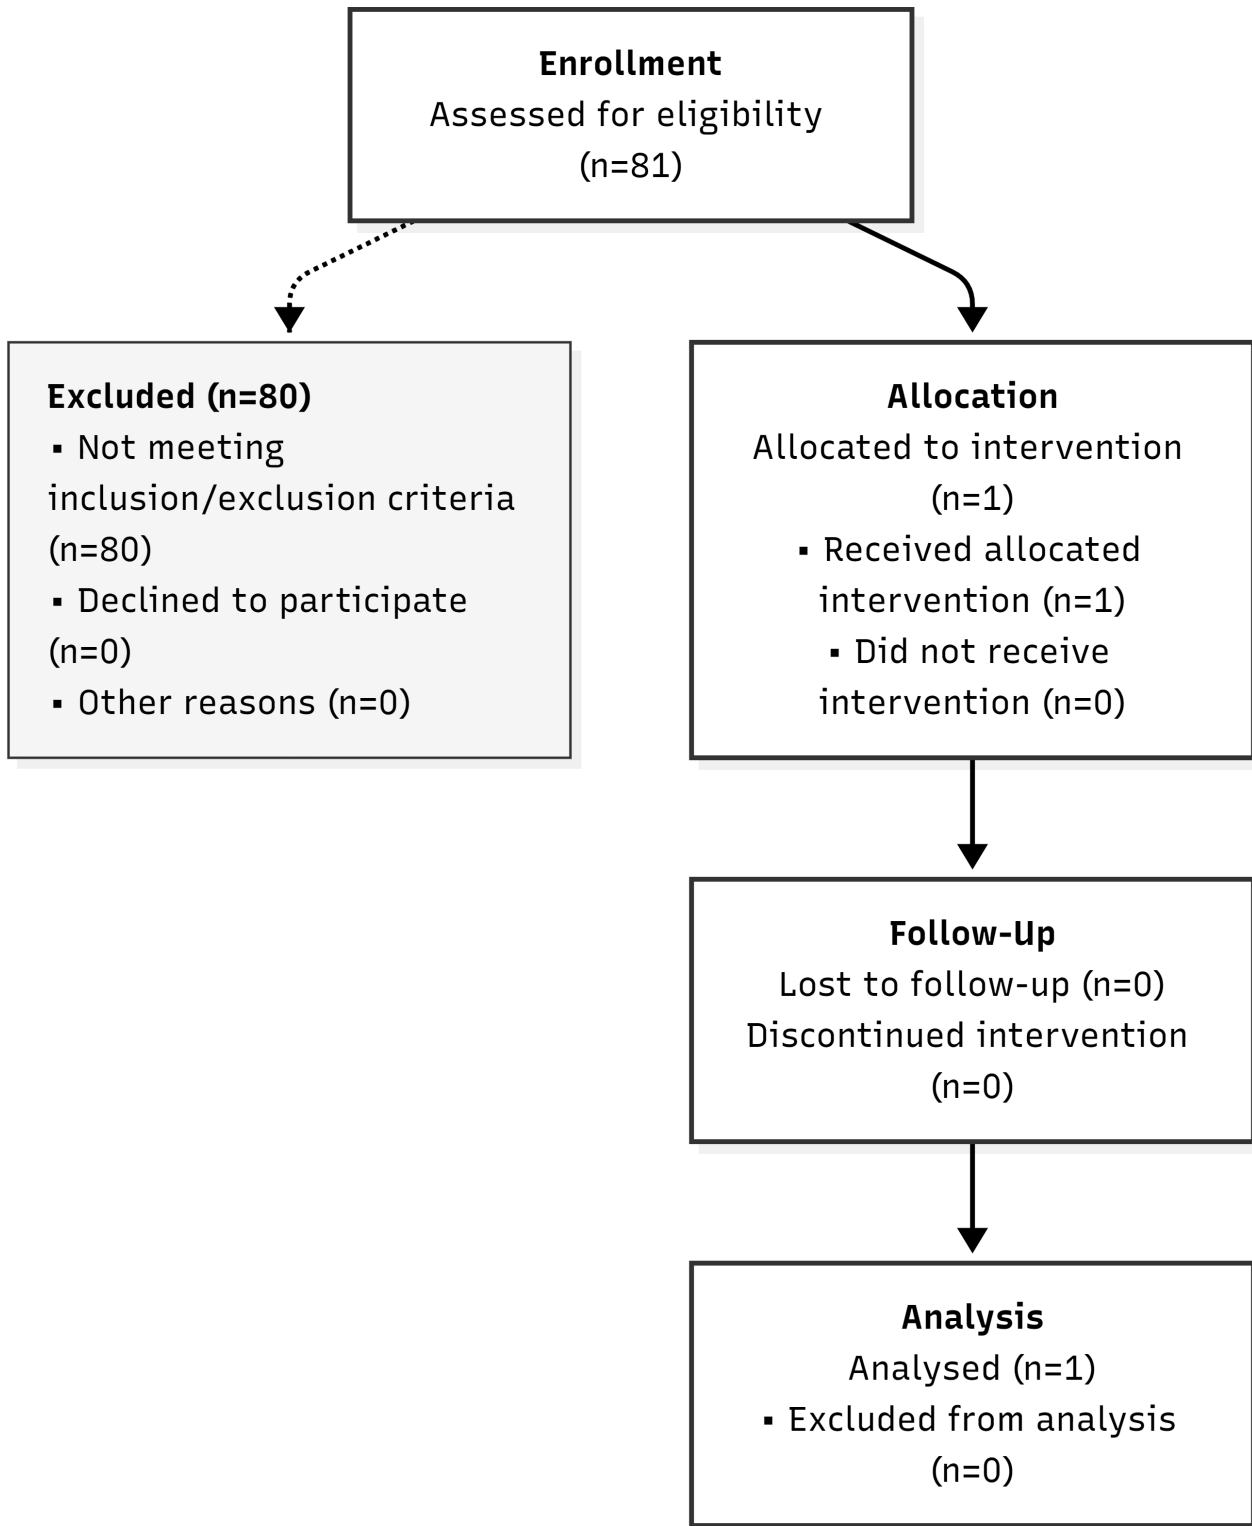 Enrollment
Assessed for eligibility
(n=81)
Excluded (n=80)
▪ Not meeting
inclusion/exclusion criteria
(n=80)
▪ Declined to participate
(n=0)
▪ Other reasons (n=0)
Allocation
Allocated to intervention
(n=1)
▪ Received allocated
intervention (n=1)
▪ Did not receive
intervention (n=0)
Follow-Up
Lost to follow-up (n=0)
Discontinued intervention
(n=0)
Analysis
Analysed (n=1)
▪ Excluded from analysis
(n=0)